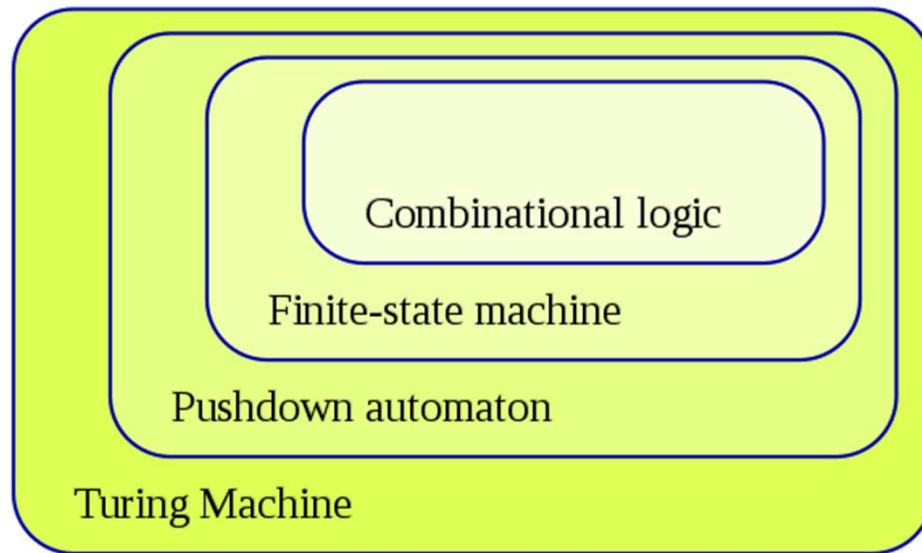 Combinational logic
Finite-state machine
Pushdown automaton
Turing Machine